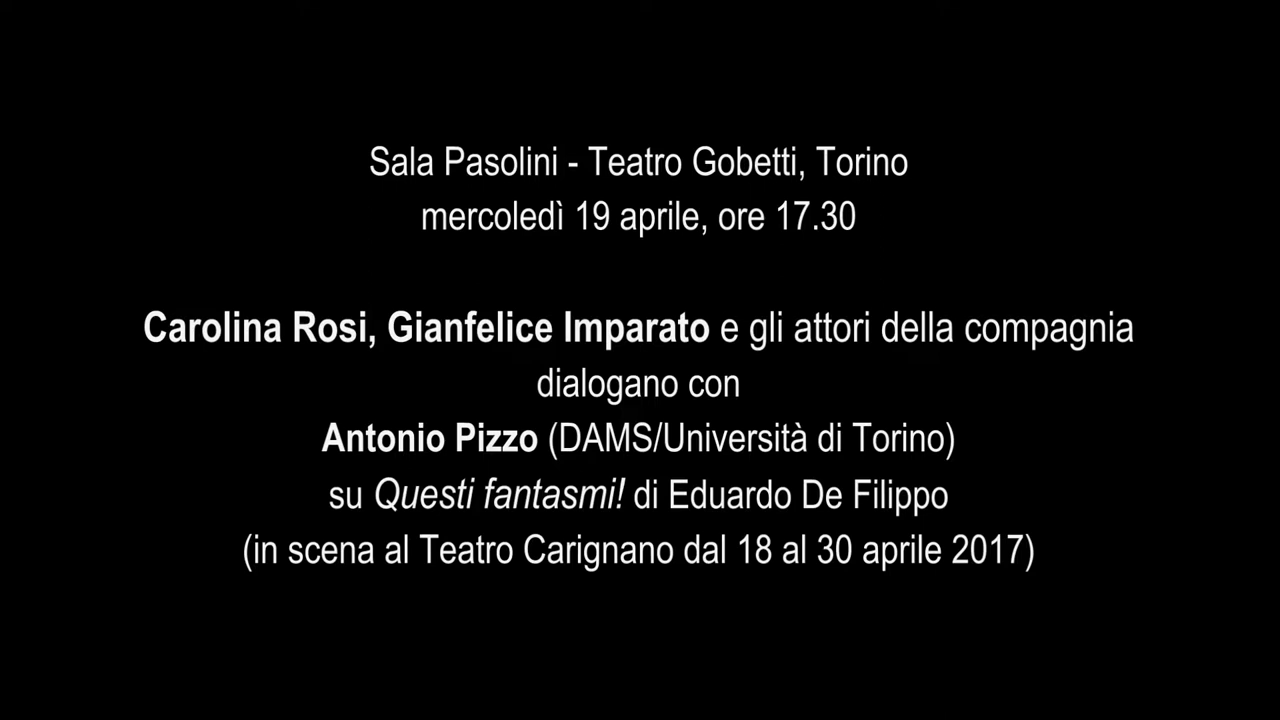 Sala Pasolini - Teatro Gobetti, Torino
mercoledì 19 aprile, ore 17.30
Carolina Rosi, Gianfelice Imparato e gli attori della compagnia
dialogano con
Antonio Pizzo (DAMS/Università di Torino)
su Questi fantasmi! di Eduardo De Filippo
(in scena al Teatro Carignano dal 18 al 30 aprile 2017)